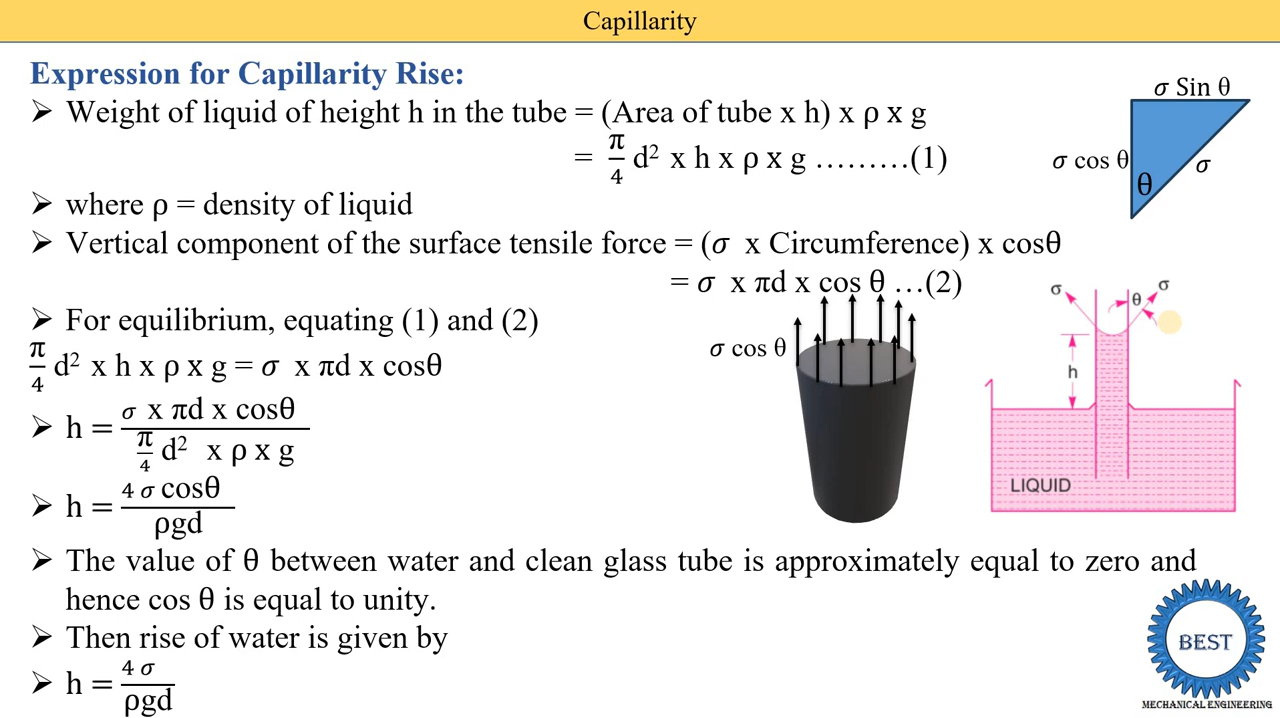 Capillarity
Expression for Capillarity Rise:
➢ Weight of liquid of height h in the tube = (Area of tube x h) x ρ x g
= π/4 d² x h x ρ x g ………(1)
➢ where ρ = density of liquid
➢ Vertical component of the surface tensile force = (σ x Circumference) x cosθ
= σ x πd x cos θ …(2)
➢ For equilibrium, equating (1) and (2)
π/4 d² x h x ρ x g = σ x πd x cosθ
➢ h = (σ x πd x cosθ)/(π/4 d² x ρ x g)
➢ h = (4 σ cosθ)/(ρgd)
➢ The value of θ between water and clean glass tube is approximately equal to zero and
hence cos θ is equal to unity.
➢ Then rise of water is given by
➢ h = (4 σ)/(ρgd)
σ Sin θ
σ cos θ
σ
θ
σ cos θ
σ
θ
σ
h
LIQUID
BEST
MECHANICAL ENGINEERING